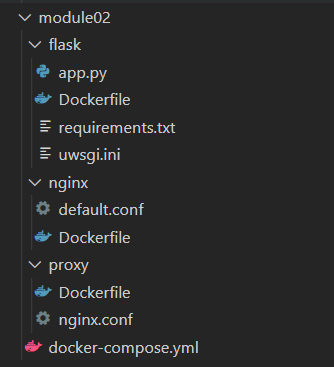 module02
flask
app.py
Dockerfile
requirements.txt
uwsgi.ini
nginx
default.conf
Dockerfile
proxy
Dockerfile
nginx.conf
docker-compose.yml